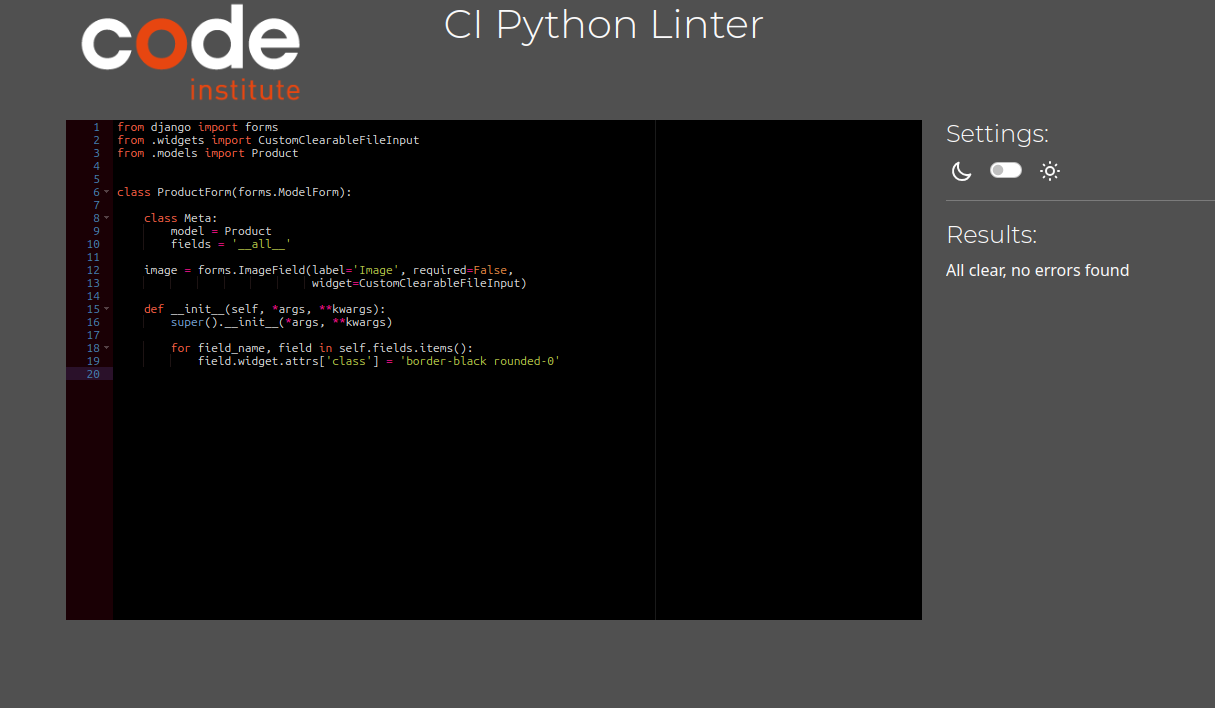 code
institute
CI Python Linter
1 from django import forms
2 from .widgets import CustomClearableFileInput
3 from .models import Product
4
5
6 class ProductForm(forms.ModelForm):
7
8     class Meta:
9         model = Product
10         fields = '__all__'
11
12     image = forms.ImageField(label='Image', required=False,
13                              widget=CustomClearableFileInput)
14
15     def __init__(self, *args, **kwargs):
16         super().__init__(*args, **kwargs)
17
18         for field_name, field in self.fields.items():
19             field.widget.attrs['class'] = 'border-black rounded-0'
20
Settings:
Results:
All clear, no errors found